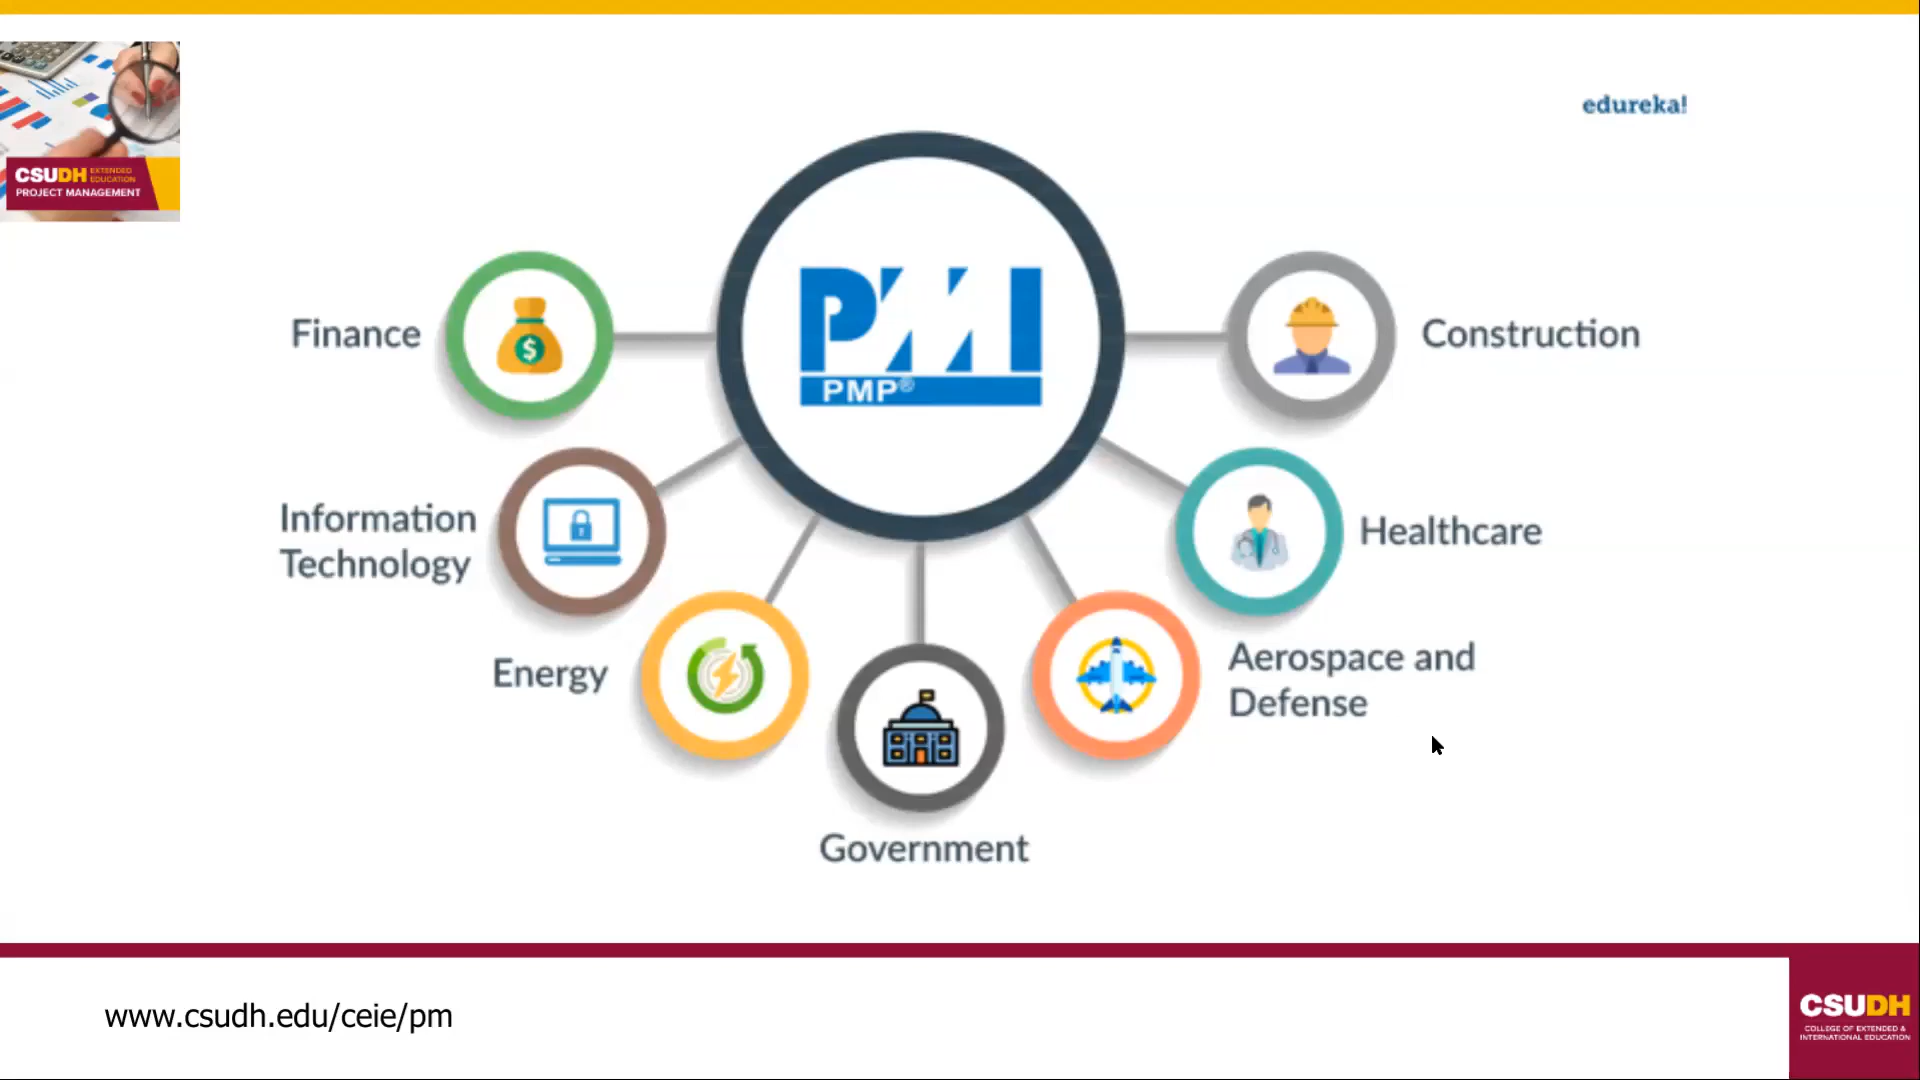 edureka!
CSUDH EXTENDED EDUCATION
PROJECT MANAGEMENT
PMI
PMP®
Finance
Construction
Information
Technology
Healthcare
Energy
Aerospace and
Defense
Government
www.csudh.edu/ceie/pm
CSUDH
COLLEGE OF EXTENDED &
INTERNATIONAL EDUCATION